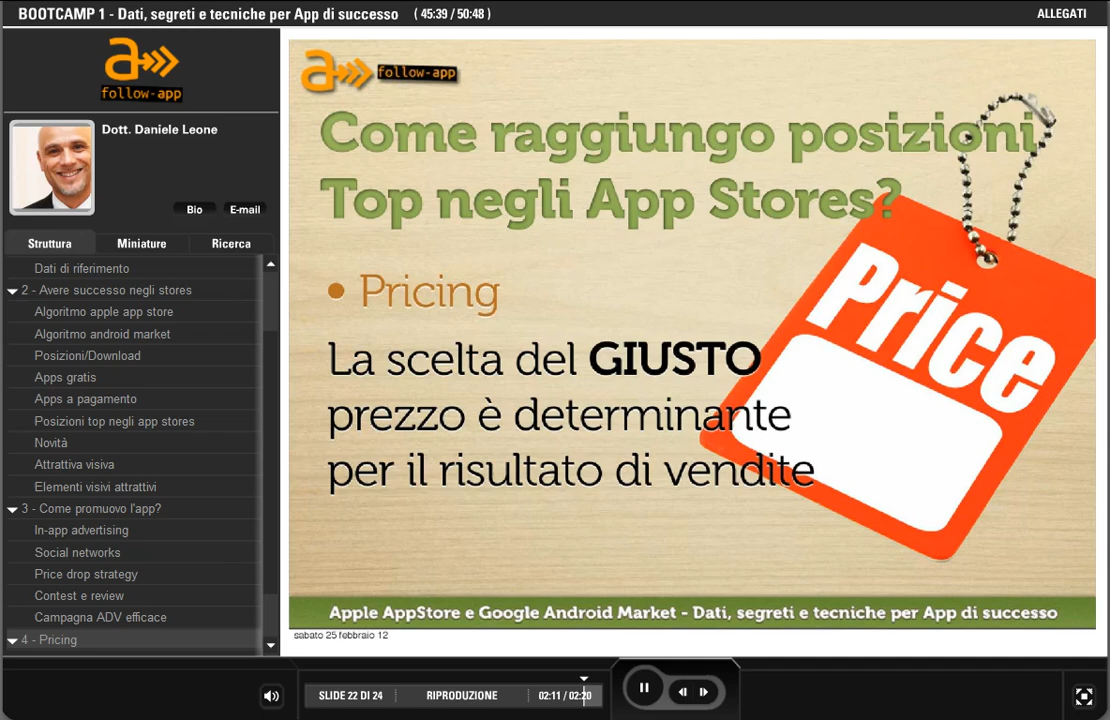 BOOTCAMP 1 - Dati, segreti e tecniche per App di successo ( 45:39 / 50:48 )
ALLEGATI
follow-app
Dott. Daniele Leone
Bio
E-mail
Struttura
Miniature
Ricerca
Dati di riferimento
2 - Avere successo negli stores
Algoritmo apple app store
Algoritmo android market
Posizioni/Download
Apps gratis
Apps a pagamento
Posizioni top negli app stores
Novità
Attrattiva visiva
Elementi visivi attrattivi
3 - Come promuovo l'app?
In-app advertising
Social networks
Price drop strategy
Contest e review
Campagna ADV efficace
4 - Pricing
follow-app
Come raggiungo posizioni
Top negli App Stores?
• Pricing
La scelta del GIUSTO
prezzo è determinante
per il risultato di vendite
Price
Apple AppStore e Google Android Market - Dati, segreti e tecniche per App di successo
sabato 25 febbraio 12
SLIDE 22 DI 24
RIPRODUZIONE
02:11 / 02:20